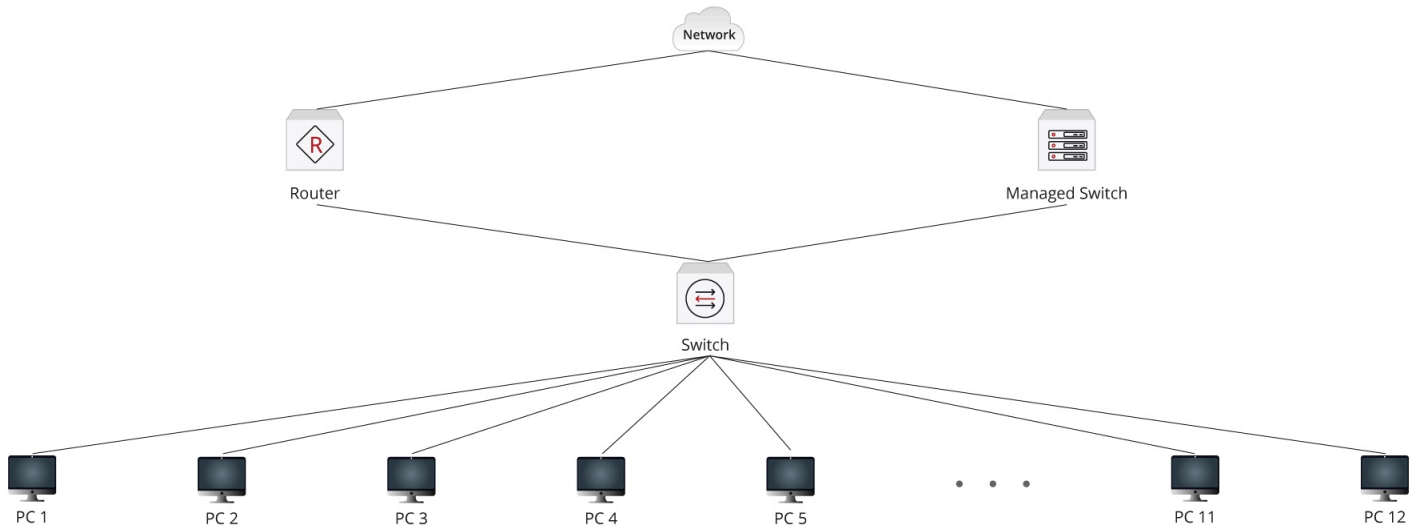 Network
R
Router
Managed Switch
Switch
PC 1
PC 2
PC 3
PC 4
PC 5
. . .
PC 11
PC 12